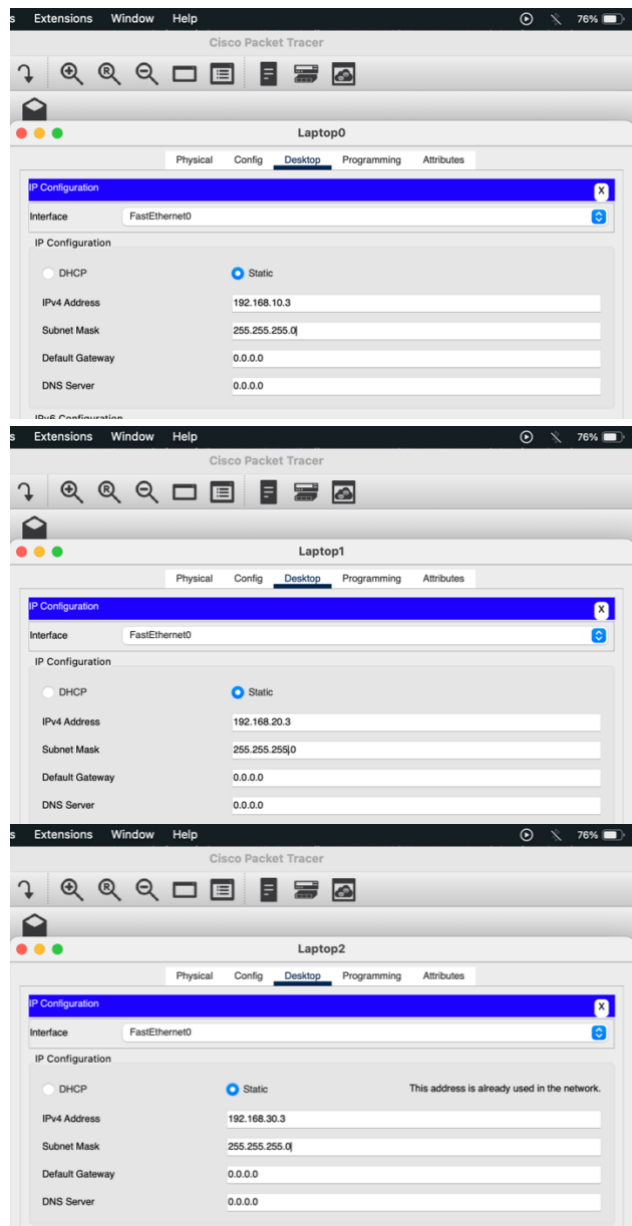 s Extensions Window Help 76%
Cisco Packet Tracer
R
Laptop0
Physical Config Desktop Programming Attributes
IP Configuration X
Interface FastEthernet0
IP Configuration
DHCP Static
IPv4 Address 192.168.10.3
Subnet Mask 255.255.255.0
Default Gateway 0.0.0.0
DNS Server 0.0.0.0
IPv6 Configuration
s Extensions Window Help 76%
Cisco Packet Tracer
R
Laptop1
Physical Config Desktop Programming Attributes
IP Configuration X
Interface FastEthernet0
IP Configuration
DHCP Static
IPv4 Address 192.168.20.3
Subnet Mask 255.255.255.0
Default Gateway 0.0.0.0
DNS Server 0.0.0.0
s Extensions Window Help 76%
Cisco Packet Tracer
R
Laptop2
Physical Config Desktop Programming Attributes
IP Configuration X
Interface FastEthernet0
IP Configuration
DHCP Static This address is already used in the network.
IPv4 Address 192.168.30.3
Subnet Mask 255.255.255.0
Default Gateway 0.0.0.0
DNS Server 0.0.0.0